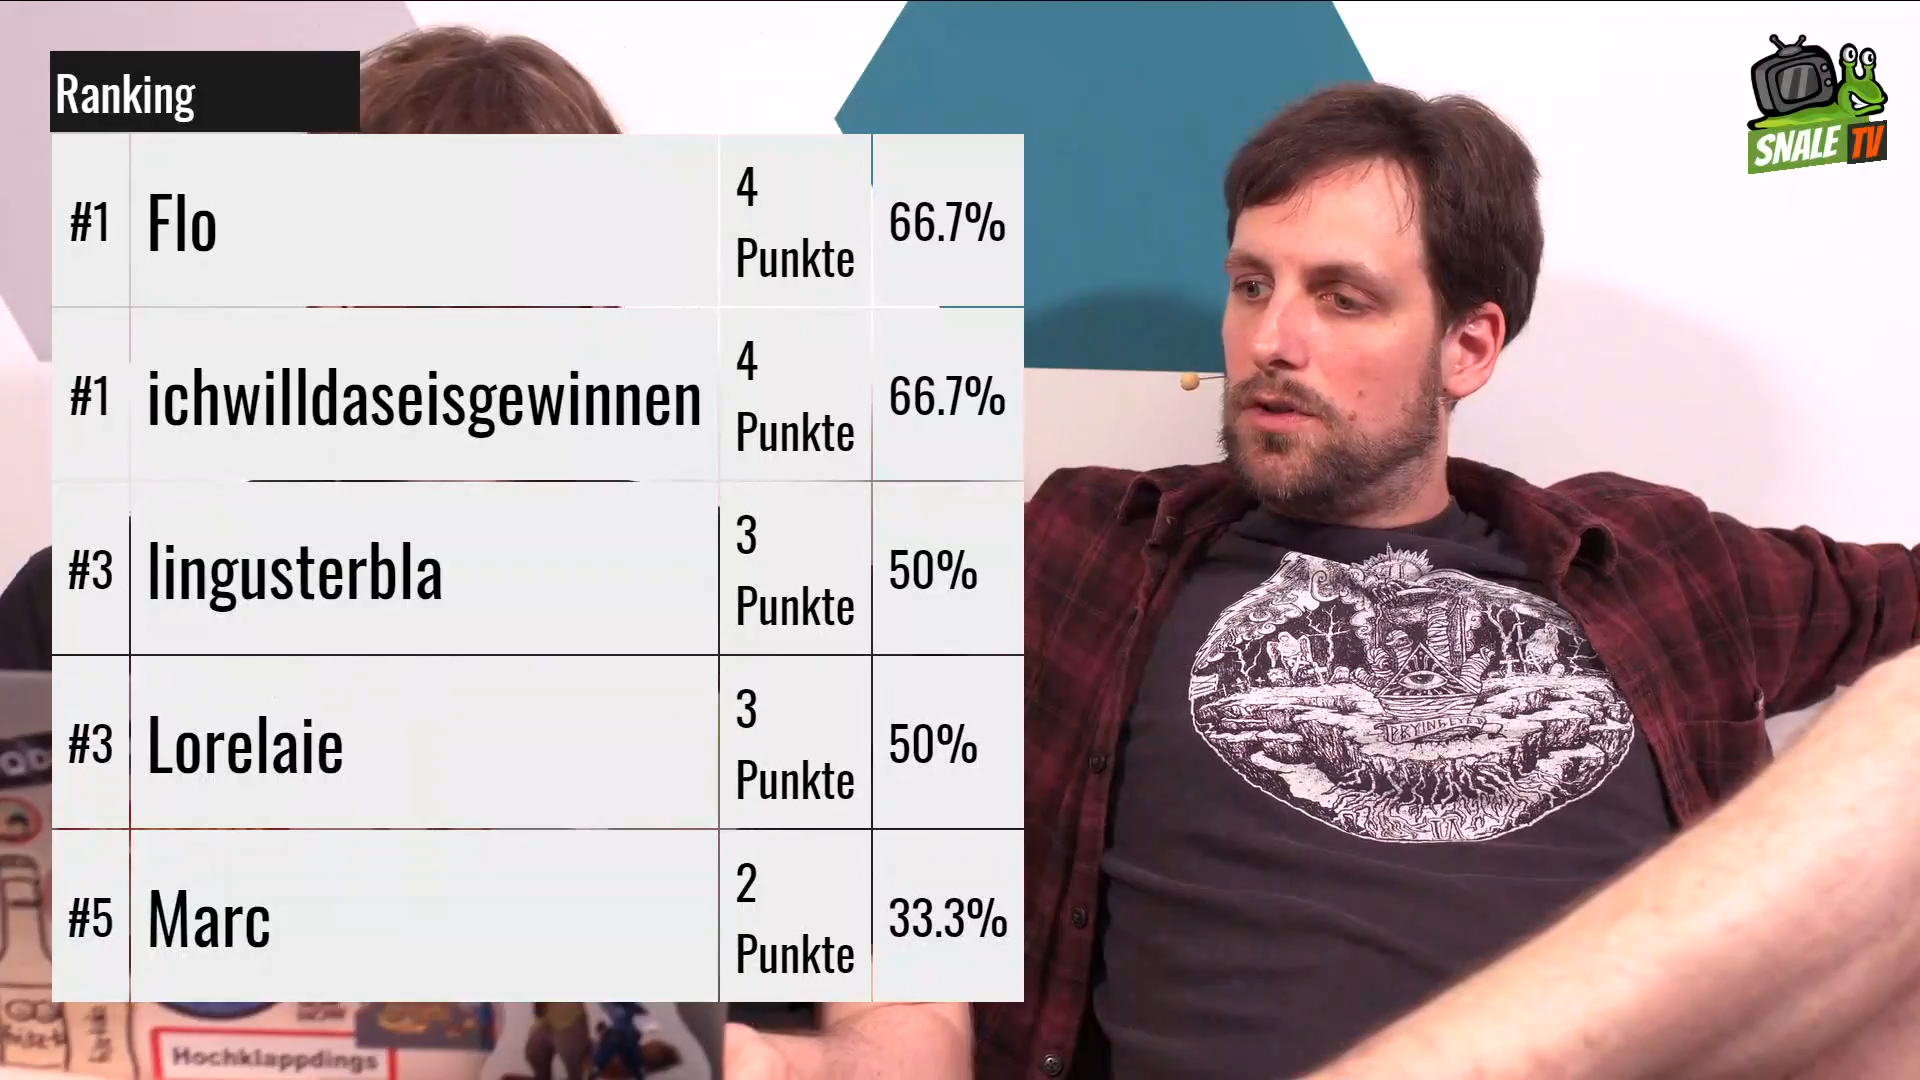 Ranking
#1 Flo 4 Punkte 66.7%
#1 ichwilldaseisgewinnen 4 Punkte 66.7%
#3 lingusterbla 3 Punkte 50%
#3 Lorelaie 3 Punkte 50%
#5 Marc 2 Punkte 33.3%
SNALE TV
Hochklappdings